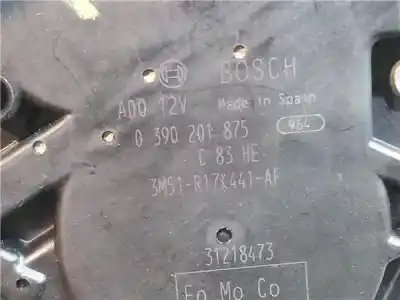 BOSCH
ADO 12V Made in Spain
0 390 201 875 964
C 83 HE
3M51-R17K441-AF
31218473
Fo Mo Co